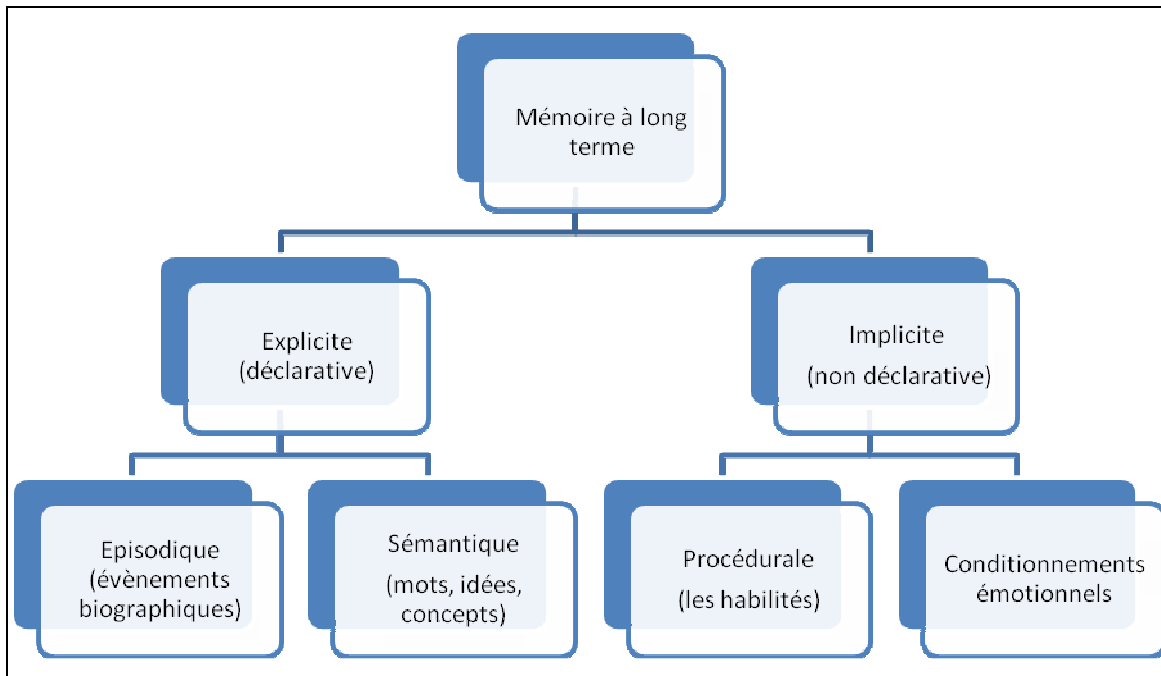 Mémoire à long
terme
Explicite
(déclarative)
Implicite
(non déclarative)
Episodique
(évènements
biographiques)
Sémantique
(mots, idées,
concepts)
Procédurale
(les habilités)
Conditionnements
émotionnels